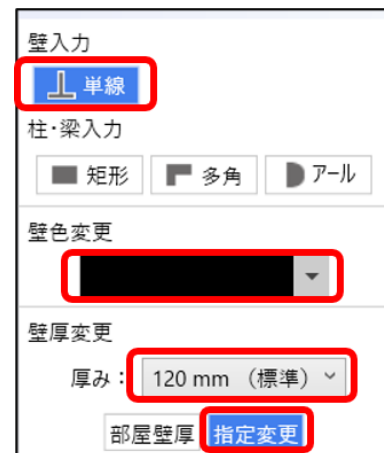 壁入力
単線
柱･梁入力
矩形 多角 アール
壁色変更
壁厚変更
厚み： 120 mm （標準）
部屋壁厚 指定変更